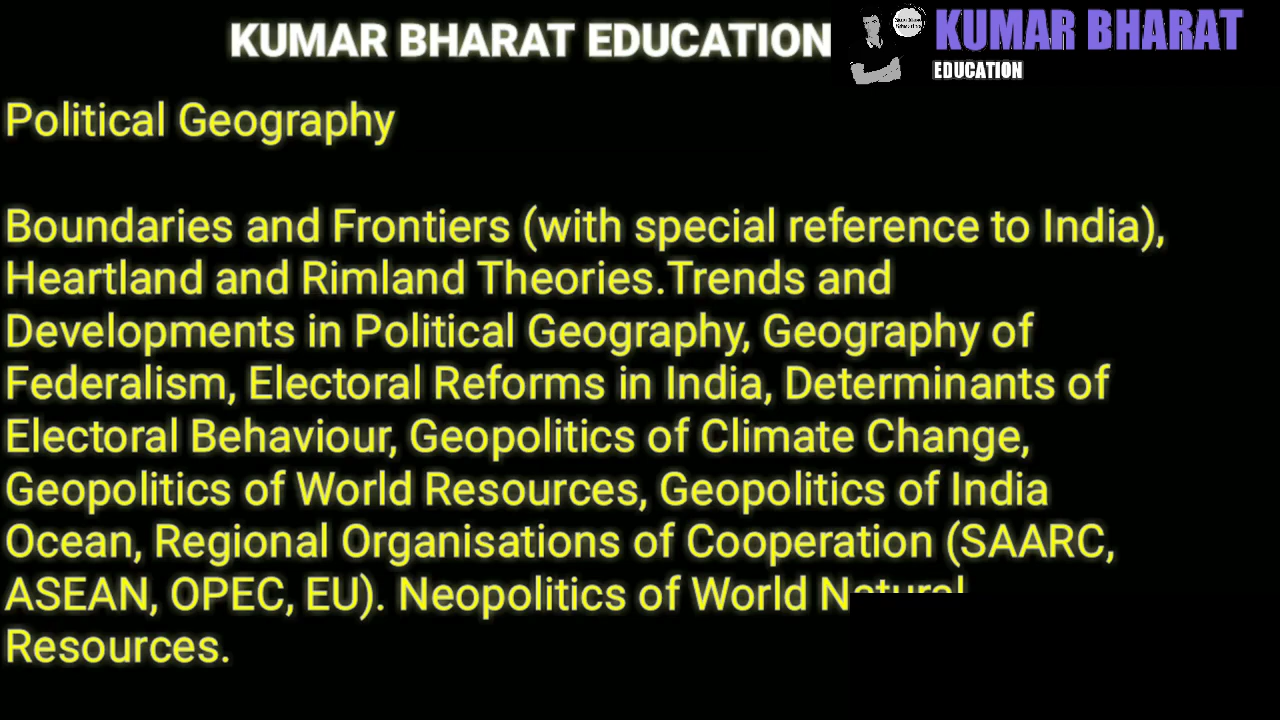 KUMAR BHARAT EDUCATION
KUMAR BHARAT
EDUCATION
Political Geography
Boundaries and Frontiers (with special reference to India),
Heartland and Rimland Theories.Trends and
Developments in Political Geography, Geography of
Federalism, Electoral Reforms in India, Determinants of
Electoral Behaviour, Geopolitics of Climate Change,
Geopolitics of World Resources, Geopolitics of India
Ocean, Regional Organisations of Cooperation (SAARC,
ASEAN, OPEC, EU). Neopolitics of World Natural
Resources.